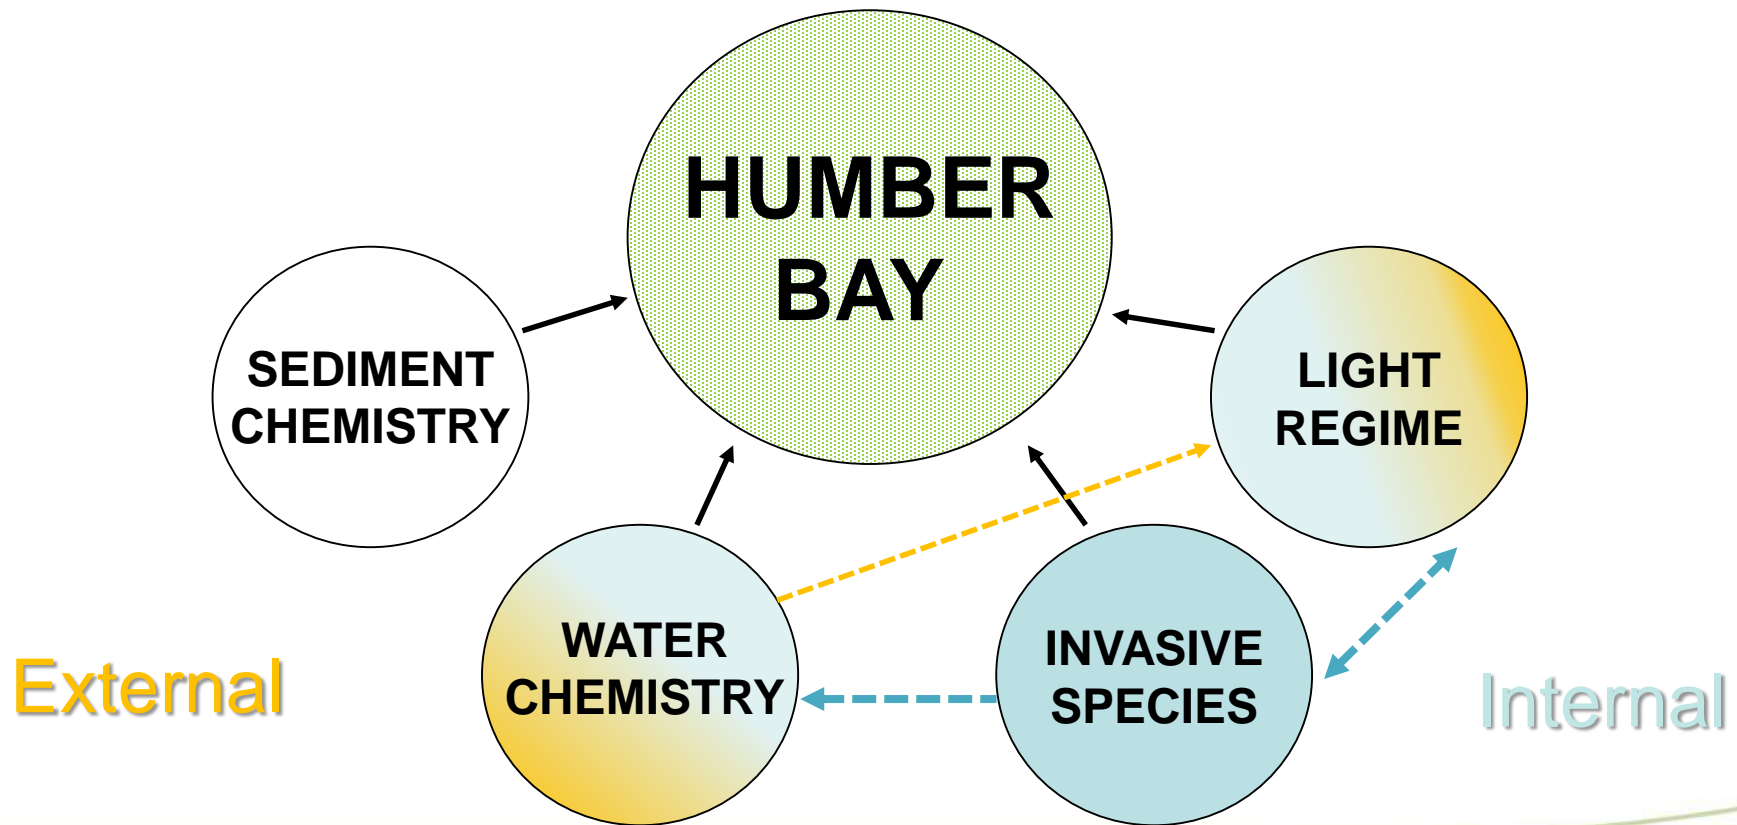 HUMBER
BAY
SEDIMENT
CHEMISTRY
LIGHT
REGIME
WATER
CHEMISTRY
INVASIVE
SPECIES
External
Internal